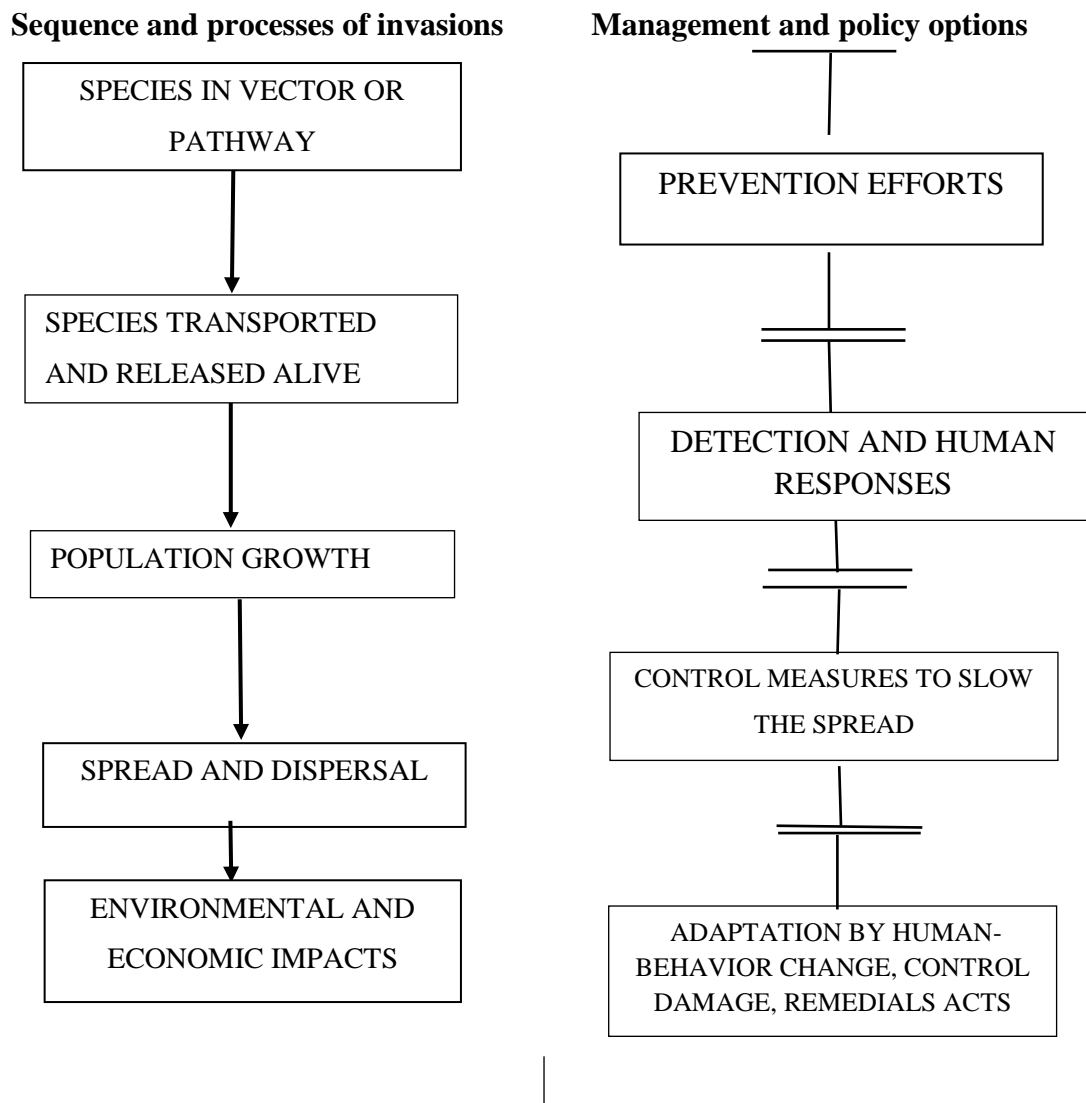 Sequence and processes of invasions
Management and policy options
SPECIES IN VECTOR OR
PATHWAY
PREVENTION EFFORTS
SPECIES TRANSPORTED
AND RELEASED ALIVE
DETECTION AND HUMAN
RESPONSES
POPULATION GROWTH
CONTROL MEASURES TO SLOW
THE SPREAD
SPREAD AND DISPERSAL
ENVIRONMENTAL AND
ECONOMIC IMPACTS
ADAPTATION BY HUMAN-
BEHAVIOR CHANGE, CONTROL
DAMAGE, REMEDIALS ACTS